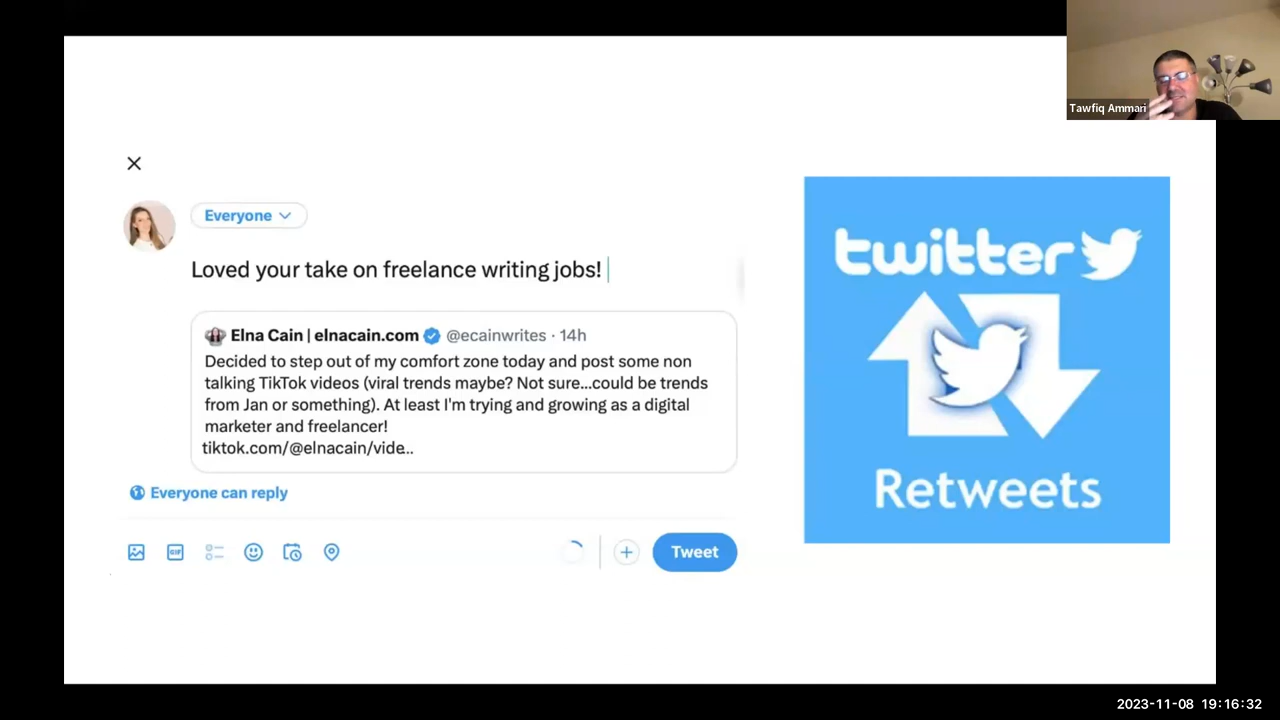 Tawfiq Ammari
Everyone
Loved your take on freelance writing jobs!
Elna Cain | elnacain.com @ecainwrites · 14h
Decided to step out of my comfort zone today and post some non
talking TikTok videos (viral trends maybe? Not sure...could be trends
from Jan or something). At least I'm trying and growing as a digital
marketer and freelancer!
tiktok.com/@elnacain/vide...
Everyone can reply
GIF
Tweet
twitter
Retweets
2023-11-08 19:16:32